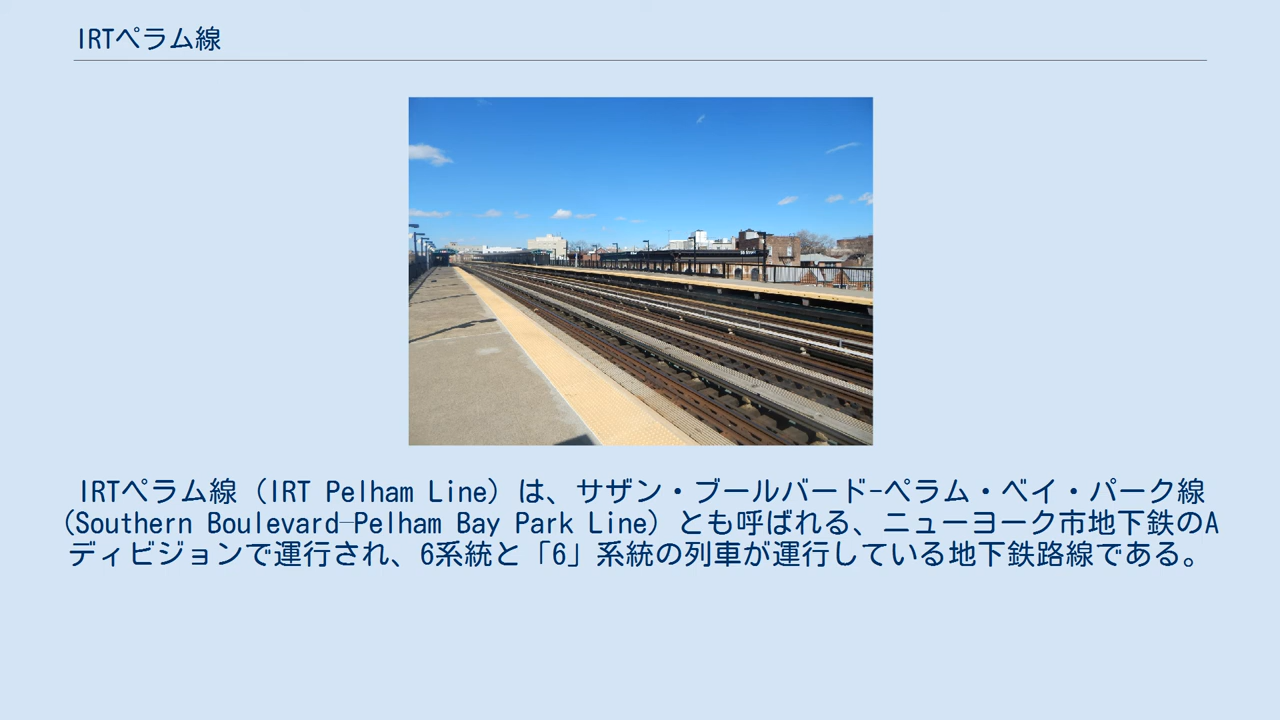 IRTペラム線
IRTペラム線（IRT Pelham Line）は、サザン・ブールバード-ペラム・ベイ・パーク線
（Southern Boulevard–Pelham Bay Park Line）とも呼ばれる、ニューヨーク市地下鉄のA
ディビジョンで運行され、6系統と「6」系統の列車が運行している地下鉄路線である。